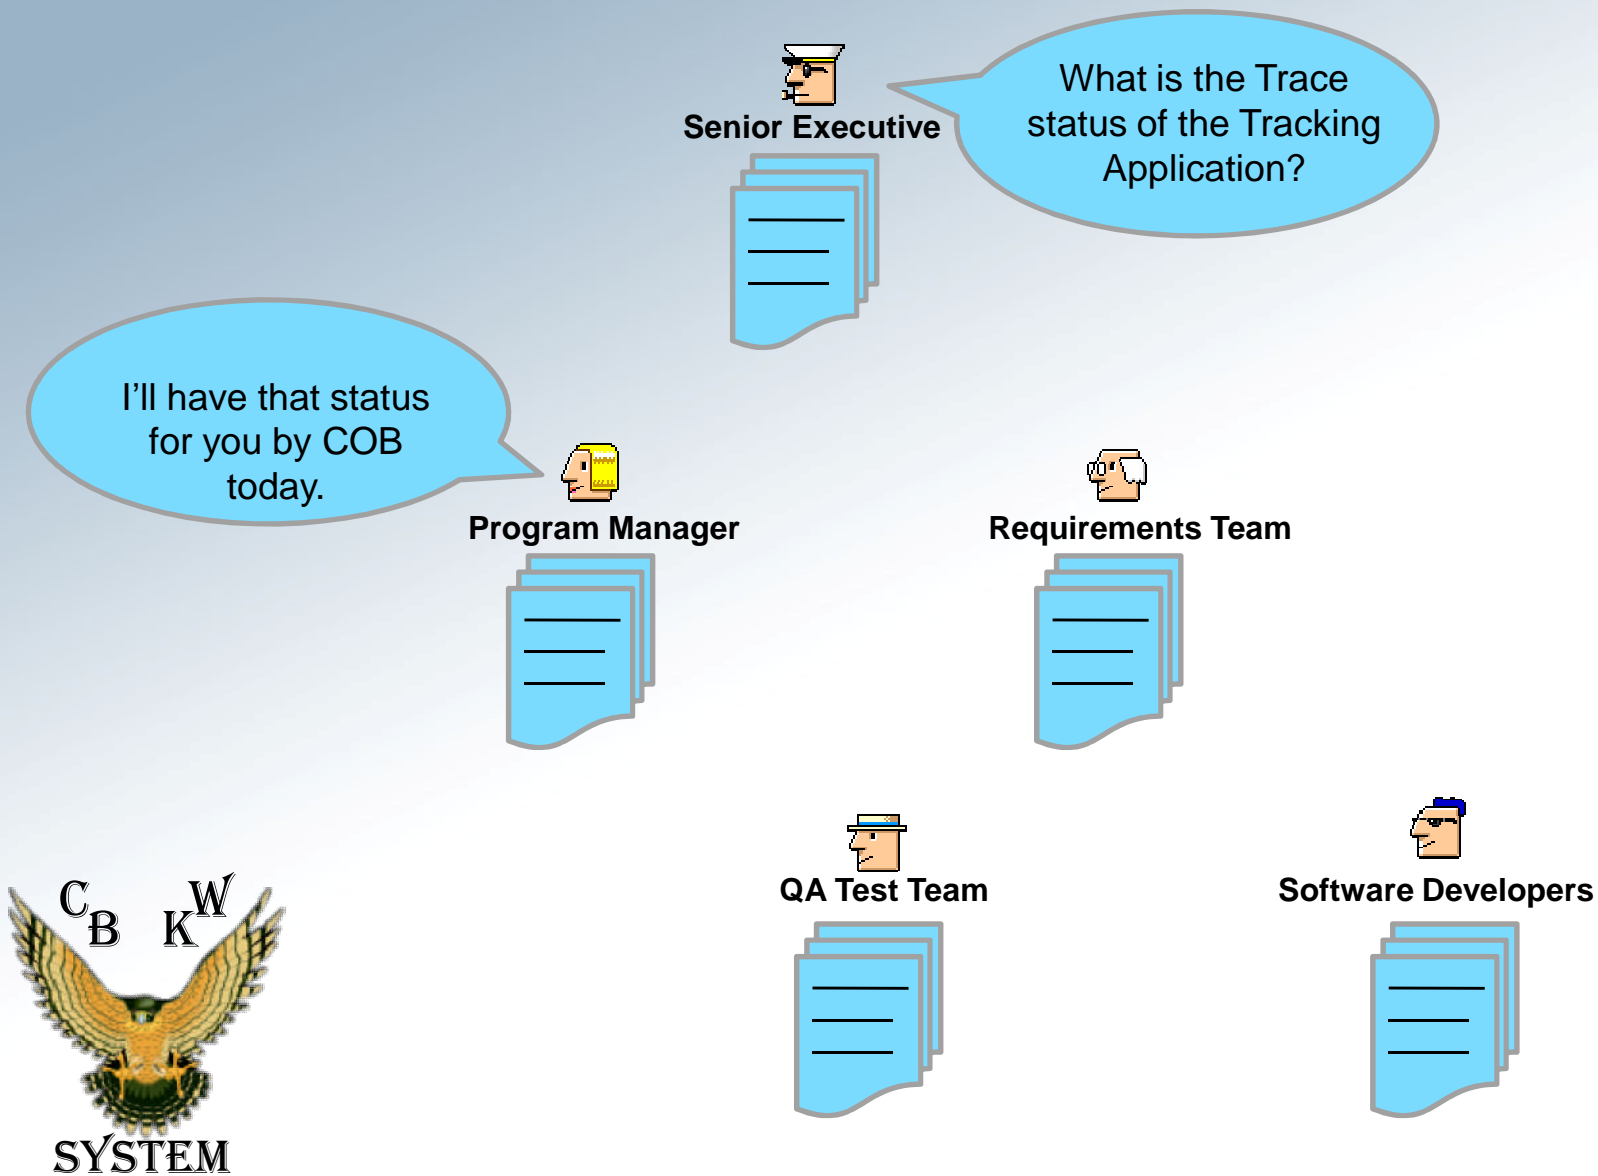 What is the Trace
status of the Tracking
Application?
Senior Executive
I'll have that status
for you by COB
today.
Program Manager
Requirements Team
QA Test Team
Software Developers
C B K W
SYSTEM